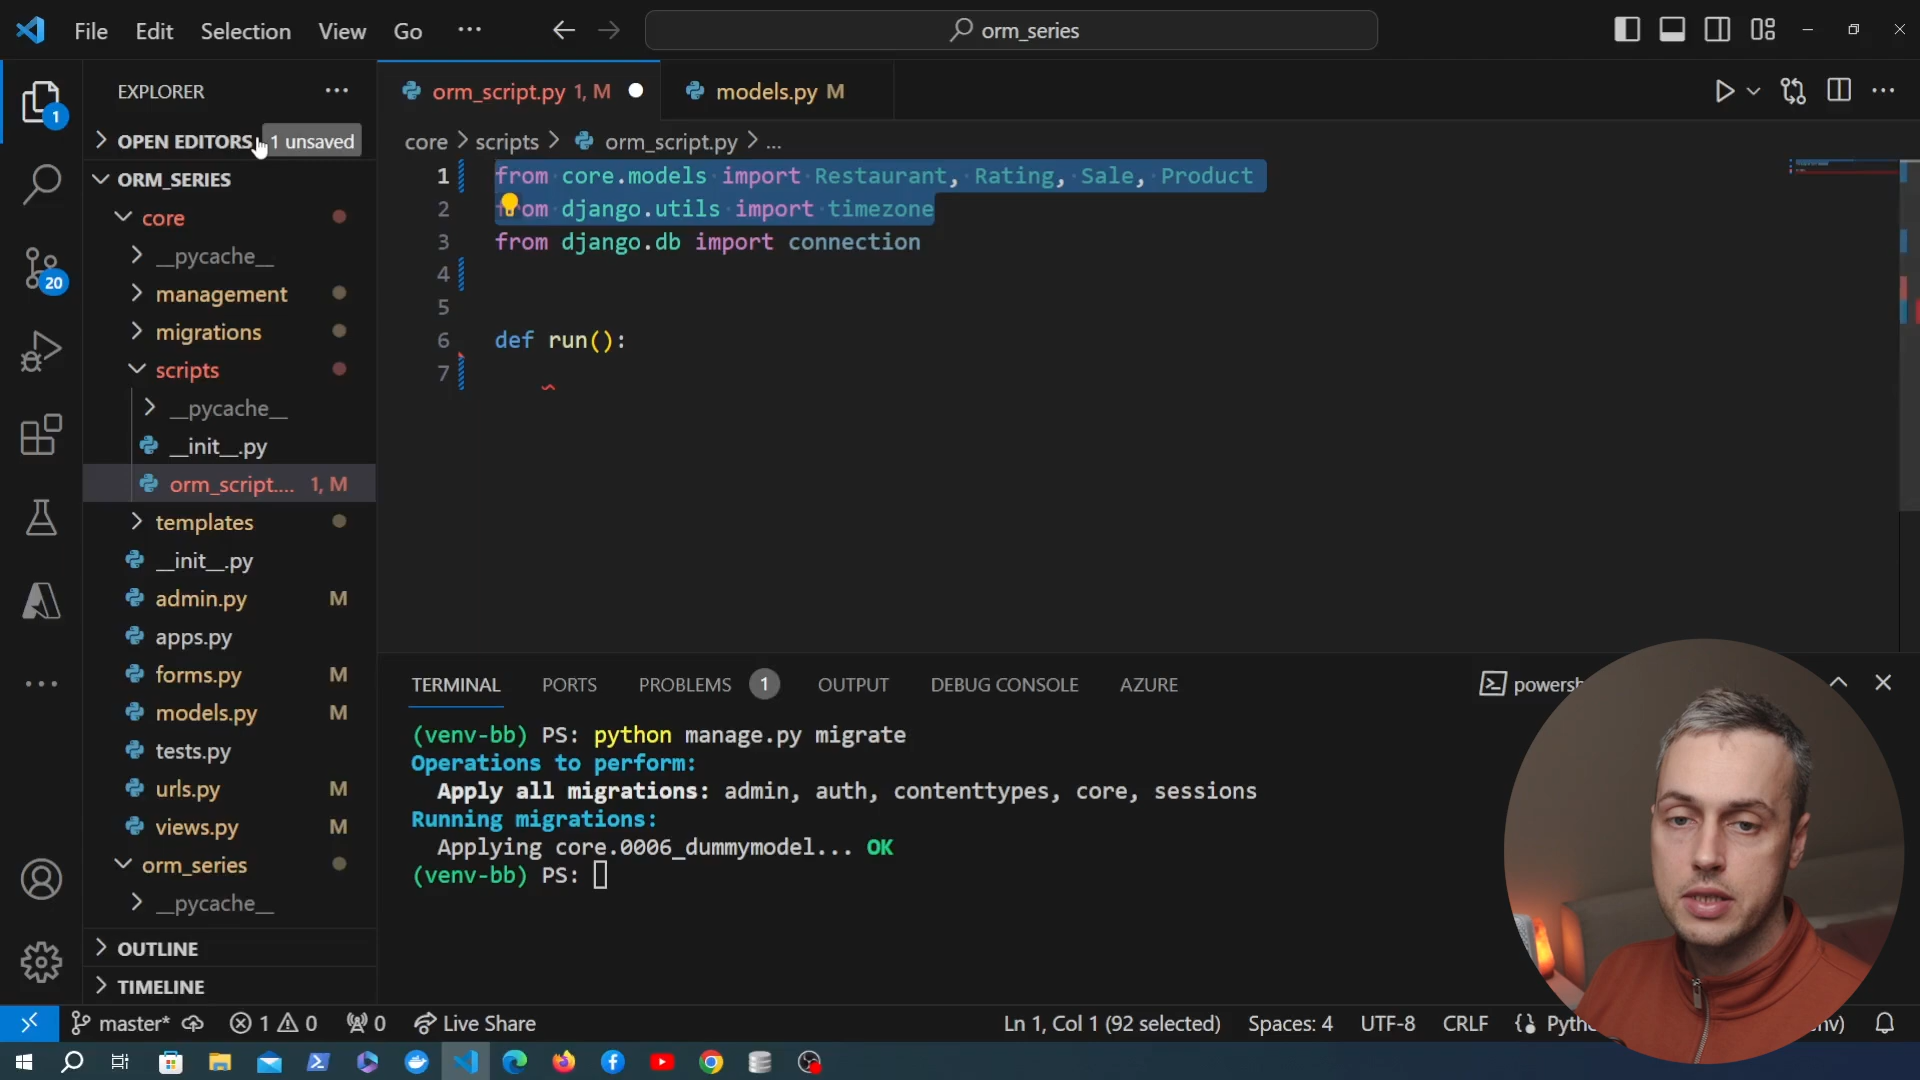 File Edit Selection View Go ··· orm_series
EXPLORER ···
OPEN EDITORS 1 unsaved
ORM_SERIES
core
__pycache__
management
migrations
scripts
__pycache__
__init__.py
orm_script.... 1, M
templates
__init__.py
admin.py M
apps.py
forms.py M
models.py M
tests.py
urls.py M
views.py M
orm_series
__pycache__
OUTLINE
TIMELINE
1
20
orm_script.py 1, M models.py M
core > scripts > orm_script.py > ...
1 from core.models import Restaurant, Rating, Sale, Product
2 from django.utils import timezone
3 from django.db import connection
4
5
6 def run():
7
TERMINAL PORTS PROBLEMS 1 OUTPUT DEBUG CONSOLE AZURE
(venv-bb) PS: python manage.py migrate
Operations to perform:
Apply all migrations: admin, auth, contenttypes, core, sessions
Running migrations:
Applying core.0006_dummymodel... OK
(venv-bb) PS:
master* 1 0 0 Live Share Ln 1, Col 1 (92 selected) Spaces: 4 UTF-8 CRLF